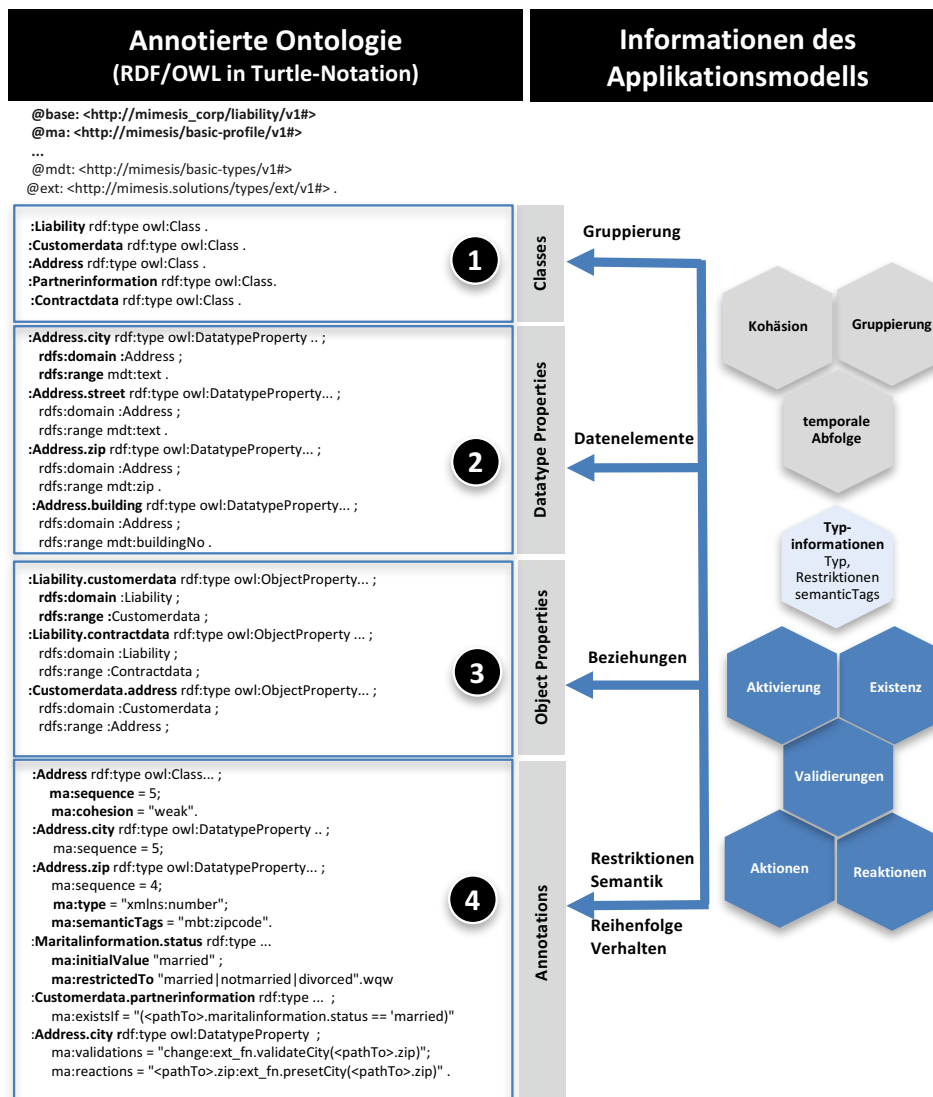 Annotierte Ontologie
(RDF/OWL in Turtle-Notation)
Informationen des
Applikationsmodells
@base: <http://mimesis_corp/liability/v1#>
@ma: <http://mimesis/basic-profile/v1#>
...
@mdt: <http://mimesis/basic-types/v1#>
@ext: <http://mimesis.solutions/types/ext/v1#> .
:Liability rdf:type owl:Class .
:Customerdata rdf:type owl:Class .
:Address rdf:type owl:Class .
:Partnerinformation rdf:type owl:Class.
:Contractdata rdf:type owl:Class .
1
Classes
Gruppierung
:Address.city rdf:type owl:DatatypeProperty .. ;
rdfs:domain :Address ;
rdfs:range mdt:text .
:Address.street rdf:type owl:DatatypeProperty... ;
rdfs:domain :Address ;
rdfs:range mdt:text .
:Address.zip rdf:type owl:DatatypeProperty... ;
rdfs:domain :Address ;
rdfs:range mdt:zip .
:Address.building rdf:type owl:DatatypeProperty... ;
rdfs:domain :Address ;
rdfs:range mdt:buildingNo .
2
Datatype Properties
Datenelemente
:Liability.customerdata rdf:type owl:ObjectProperty... ;
rdfs:domain :Liability ;
rdfs:range :Customerdata ;
:Liability.contractdata rdf:type owl:ObjectProperty ... ;
rdfs:domain :Liability ;
rdfs:range :Contractdata ;
:Customerdata.address rdf:type owl:ObjectProperty... ;
rdfs:domain :Customerdata ;
rdfs:range :Address ;
3
Object Properties
Beziehungen
:Address rdf:type owl:Class... ;
ma:sequence = 5;
ma:cohesion = "weak".
:Address.city rdf:type owl:DatatypeProperty .. ;
ma:sequence = 5;
:Address.zip rdf:type owl:DatatypeProperty... ;
ma:sequence = 4;
ma:type = "xmlns:number";
ma:semanticTags = "mbt:zipcode".
:Maritalinformation.status rdf:type ...
ma:initialValue "married" ;
ma:restrictedTo "married|notmarried|divorced".wqw
:Customerdata.partnerinformation rdf:type ... ;
ma:existsIf = "(<pathTo>.maritalinformation.status == 'married)"
:Address.city rdf:type owl:DatatypeProperty ;
ma:validations = "change:ext_fn.validateCity(<pathTo>.zip)";
ma:reactions = "<pathTo>.zip:ext_fn.presetCity(<pathTo>.zip)" .
4
Annotations
Restriktionen
Semantik
Reihenfolge
Verhalten
Kohäsion
Gruppierung
temporale
Abfolge
Typ-
informationen
Typ,
Restriktionen
semanticTags
Aktivierung
Existenz
Validierungen
Aktionen
Reaktionen